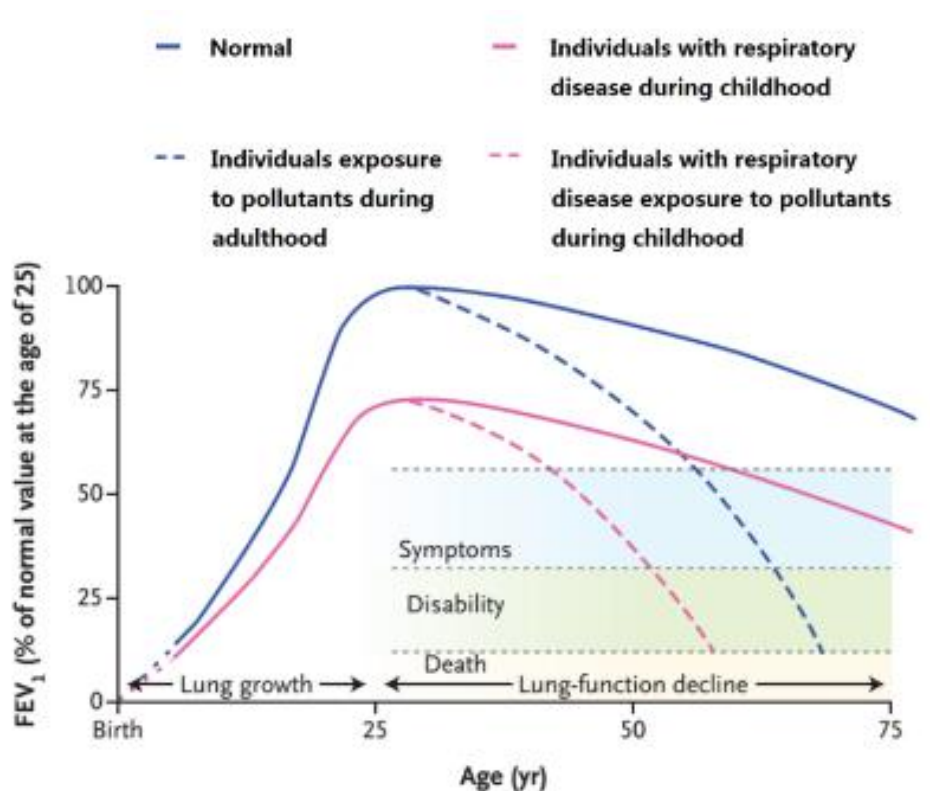 Normal
Individuals with respiratory
disease during childhood
Individuals exposure
to pollutants during
adulthood
Individuals with respiratory
disease exposure to pollutants
during childhood
FEV1 (% of normal value at the age of 25)
100
75
50
25
0
Symptoms
Disability
Death
Lung growth
Lung-function decline
Birth
25
50
75
Age (yr)